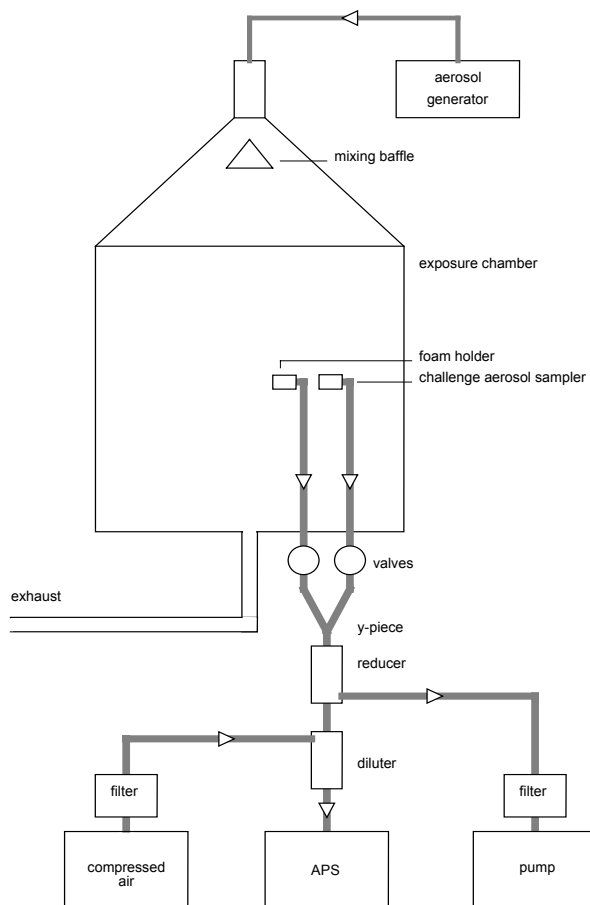 aerosol
generator
mixing baffle
exposure chamber
foam holder
challenge aerosol sampler
valves
exhaust
y-piece
reducer
diluter
filter
filter
compressed
air
APS
pump